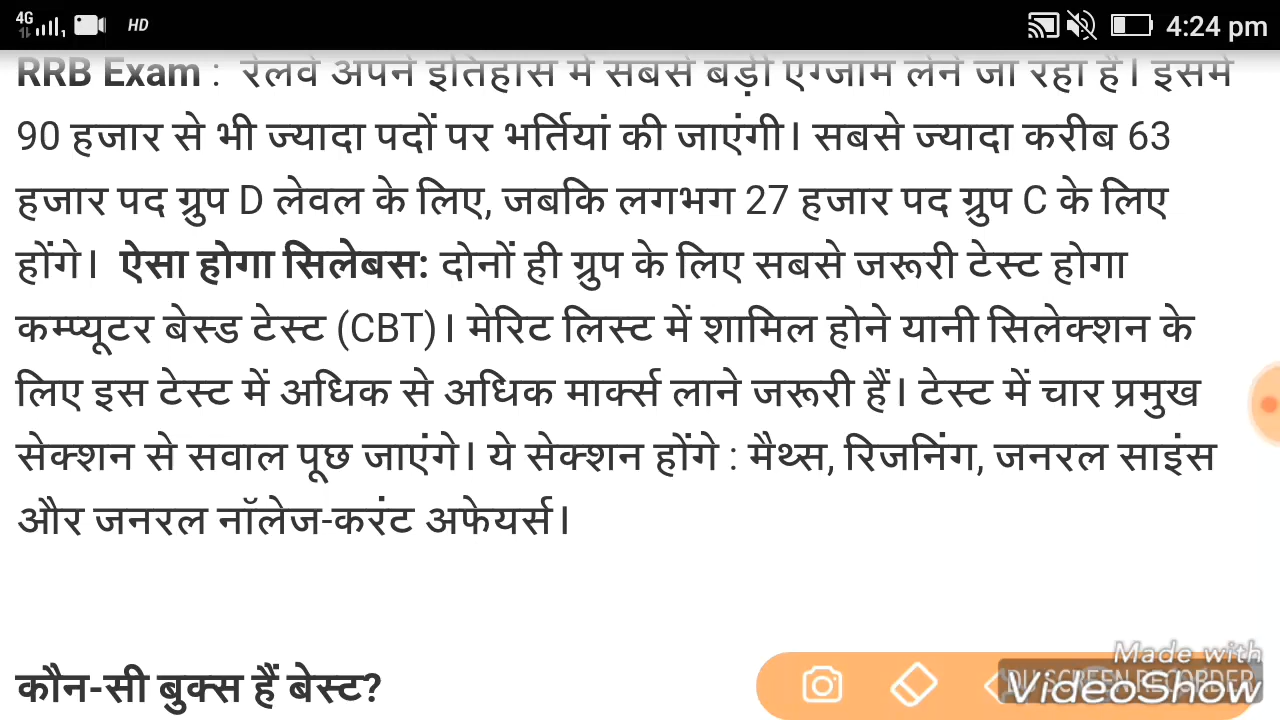 4G HD 4:24 pm
RRB Exam : रेलवे अपने इतिहास में सबसे बड़ी एग्जाम लेने जा रहा है। इसमें
90 हजार से भी ज्यादा पदों पर भर्तियां की जाएंगी। सबसे ज्यादा करीब 63
हजार पद ग्रुप D लेवल के लिए, जबकि लगभग 27 हजार पद ग्रुप C के लिए
होंगे। ऐसा होगा सिलेबस: दोनों ही ग्रुप के लिए सबसे जरूरी टेस्ट होगा
कम्प्यूटर बेस्ड टेस्ट (CBT)। मेरिट लिस्ट में शामिल होने यानी सिलेक्शन के
लिए इस टेस्ट में अधिक से अधिक मार्क्स लाने जरूरी हैं। टेस्ट में चार प्रमुख
सेक्शन से सवाल पूछ जाएंगे। ये सेक्शन होंगे : मैथ्स, रिजनिंग, जनरल साइंस
और जनरल नॉलेज-करंट अफेयर्स।
कौन-सी बुक्स हैं बेस्ट?
Made with
DU SCREEN RECORDER
VideoShow